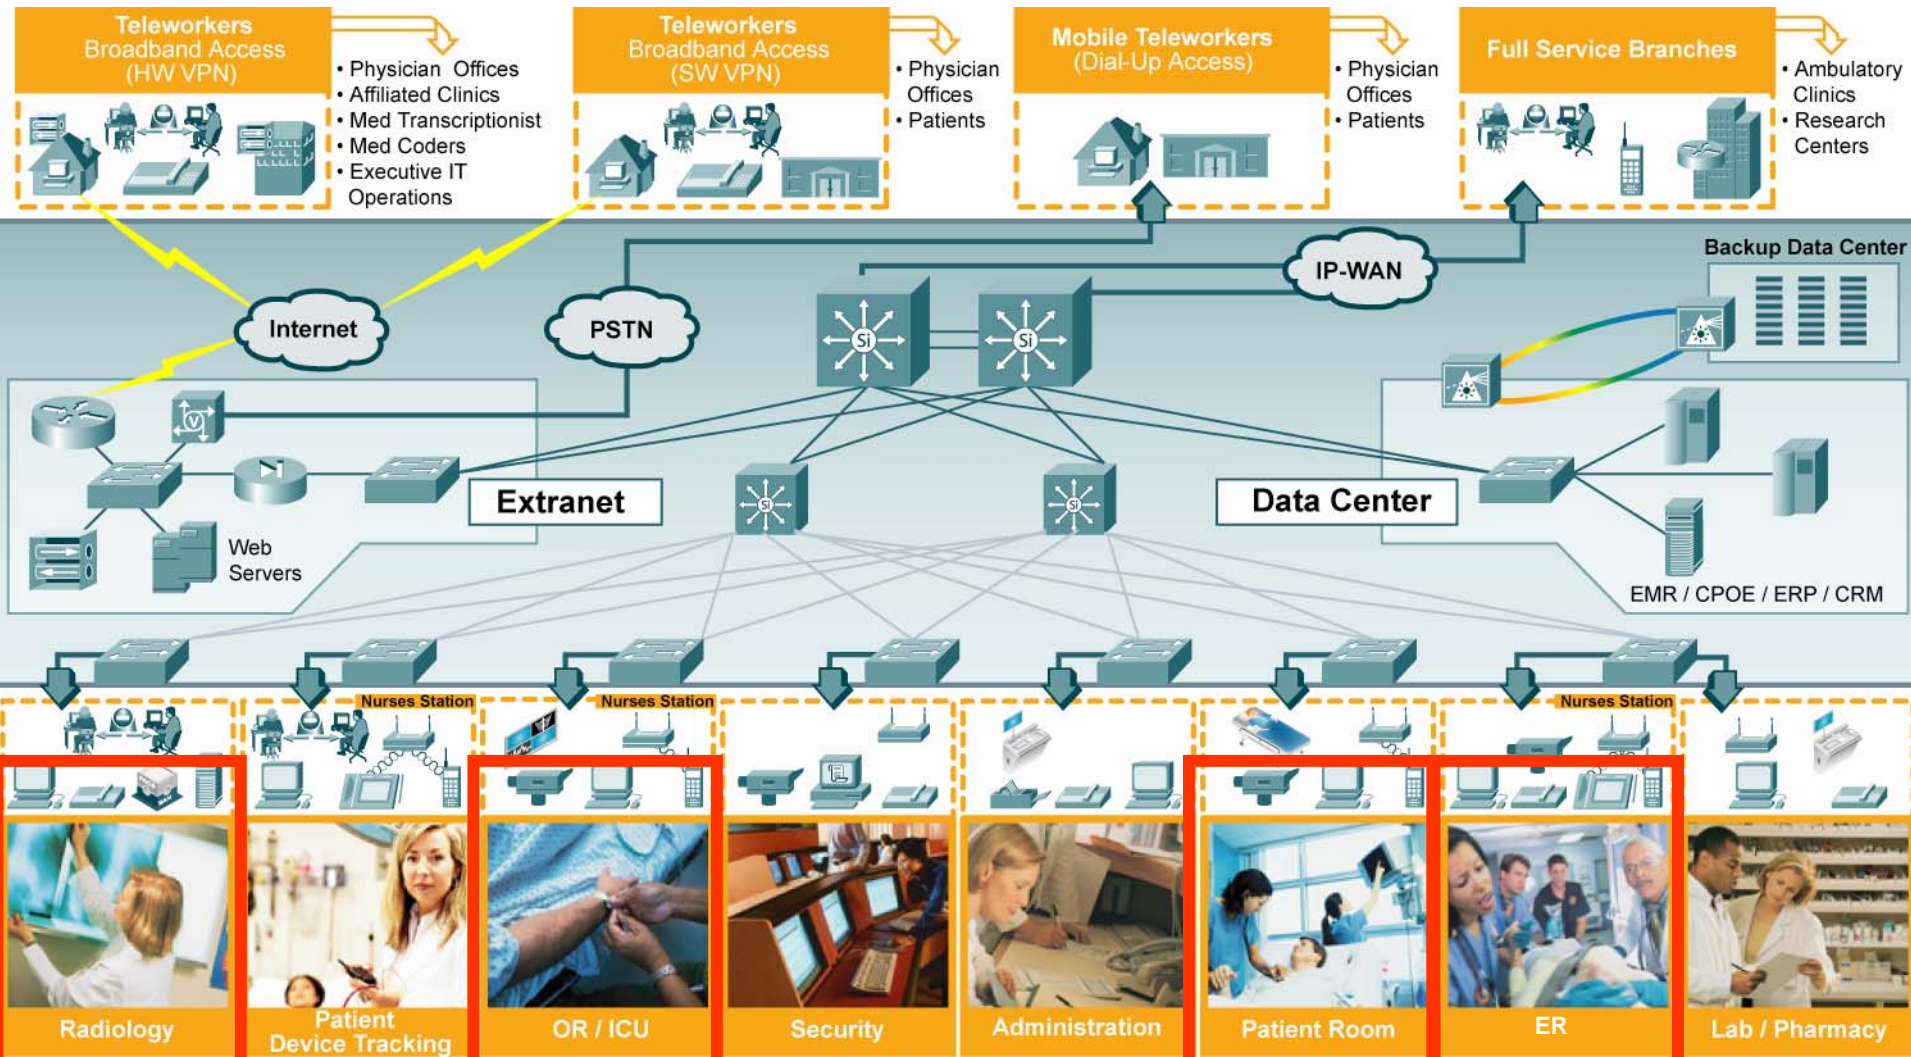 Teleworkers
Broadband Access
(HW VPN)
• Physician Offices
• Affiliated Clinics
• Med Transcriptionist
• Med Coders
• Executive IT
Operations
Teleworkers
Broadband Access
(SW VPN)
• Physician
Offices
• Patients
Mobile Teleworkers
(Dial-Up Access)
• Physician
Offices
• Patients
Full Service Branches
• Ambulatory
Clinics
• Research
Centers
Internet
PSTN
IP-WAN
Backup Data Center
Si
Si
V
Extranet
Data Center
Si
Si
Web
Servers
EMR / CPOE / ERP / CRM
Nurses Station
Nurses Station
Nurses Station
Radiology
Patient
Device Tracking
OR / ICU
Security
Administration
Patient Room
ER
Lab / Pharmacy